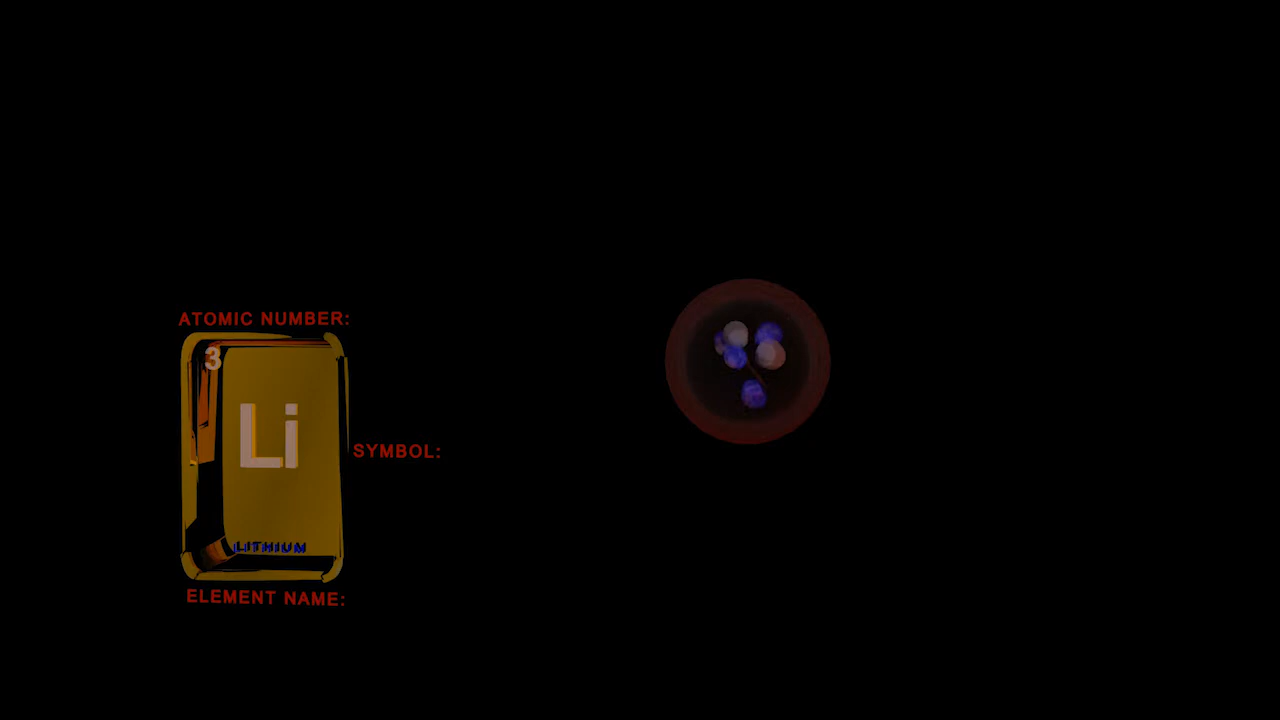 ATOMIC NUMBER:
3
Li
SYMBOL:
LITHIUM
ELEMENT NAME: